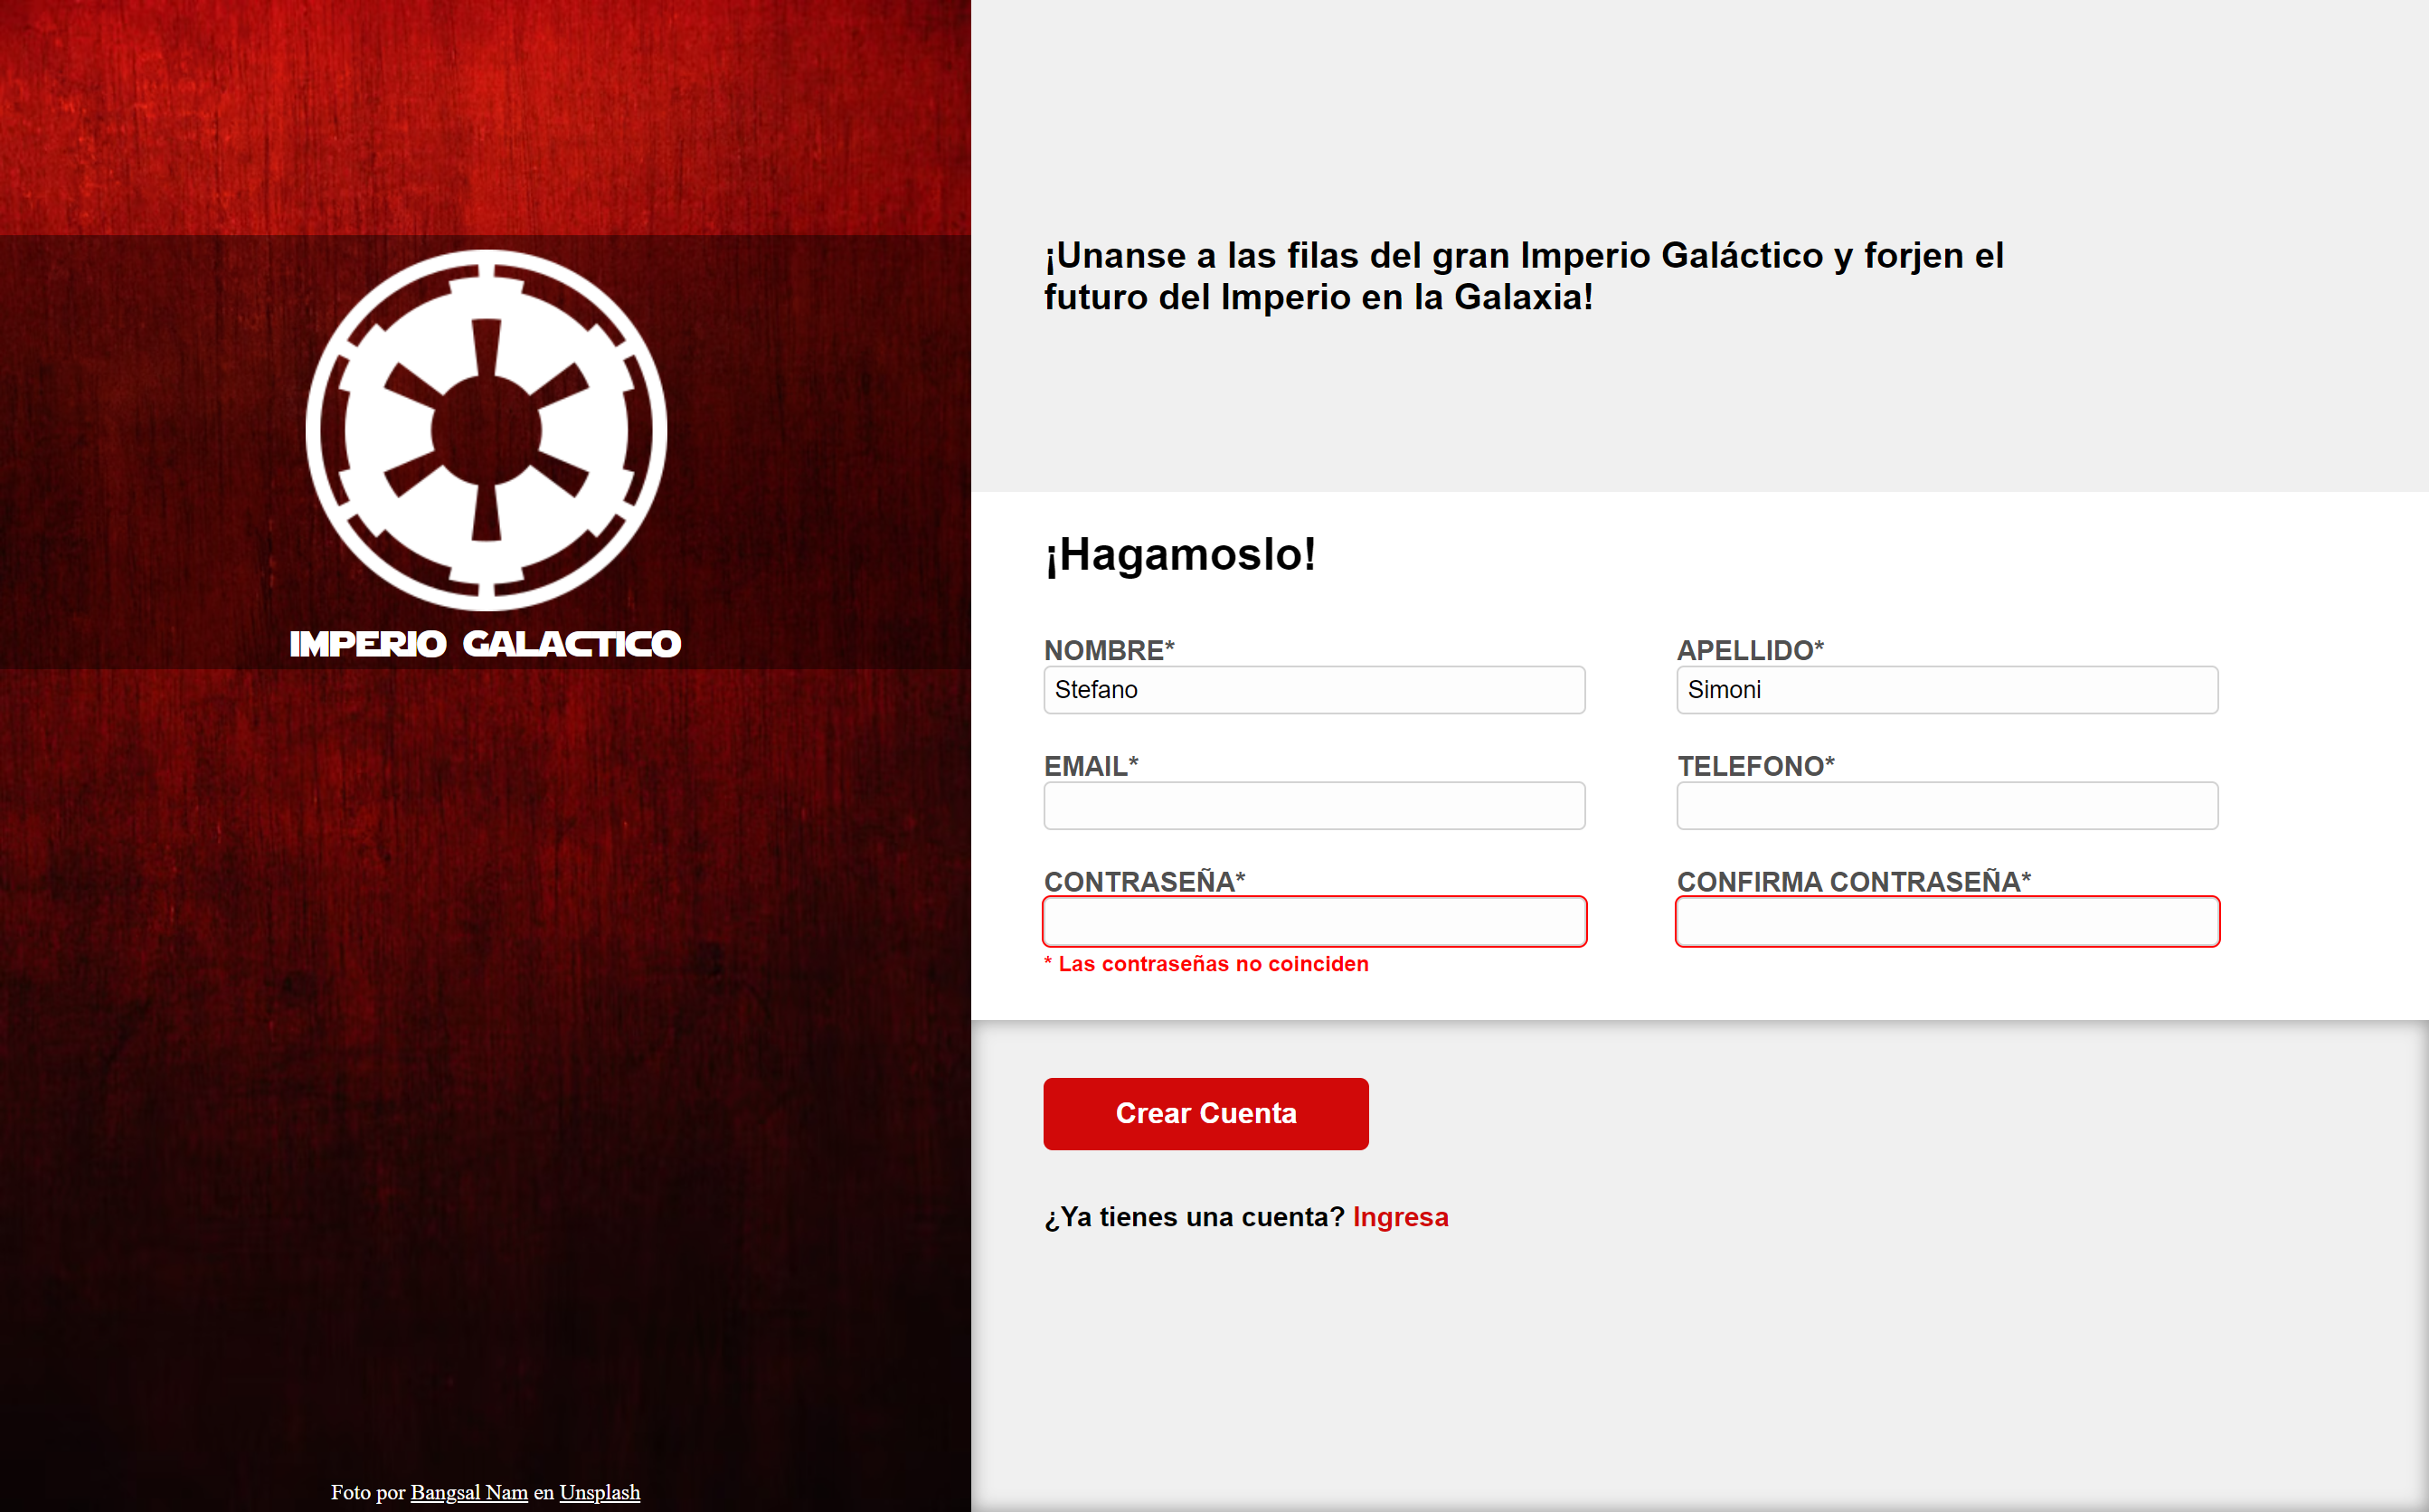 IMPERIO GALACTICO
Foto por Bangsal Nam en Unsplash
¡Unanse a las filas del gran Imperio Galáctico y forjen el
futuro del Imperio en la Galaxia!
¡Hagamoslo!
NOMBRE*
Stefano
APELLIDO*
Simoni
EMAIL*
TELEFONO*
CONTRASEÑA*
CONFIRMA CONTRASEÑA*
* Las contraseñas no coinciden
Crear Cuenta
¿Ya tienes una cuenta? Ingresa